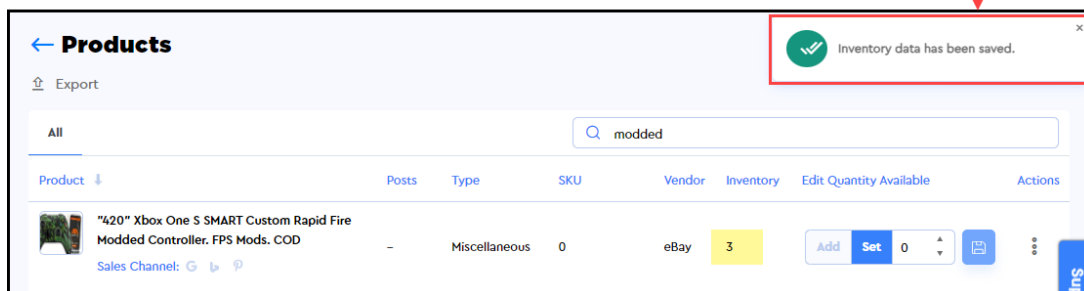 ← Products
Inventory data has been saved.
×
Export
All
modded
Product ↓ Posts Type SKU Vendor Inventory Edit Quantity Available Actions
"420" Xbox One S SMART Custom Rapid Fire
Modded Controller. FPS Mods. COD
– Miscellaneous 0 eBay 3 Add Set 0
Sales Channel:
Sup